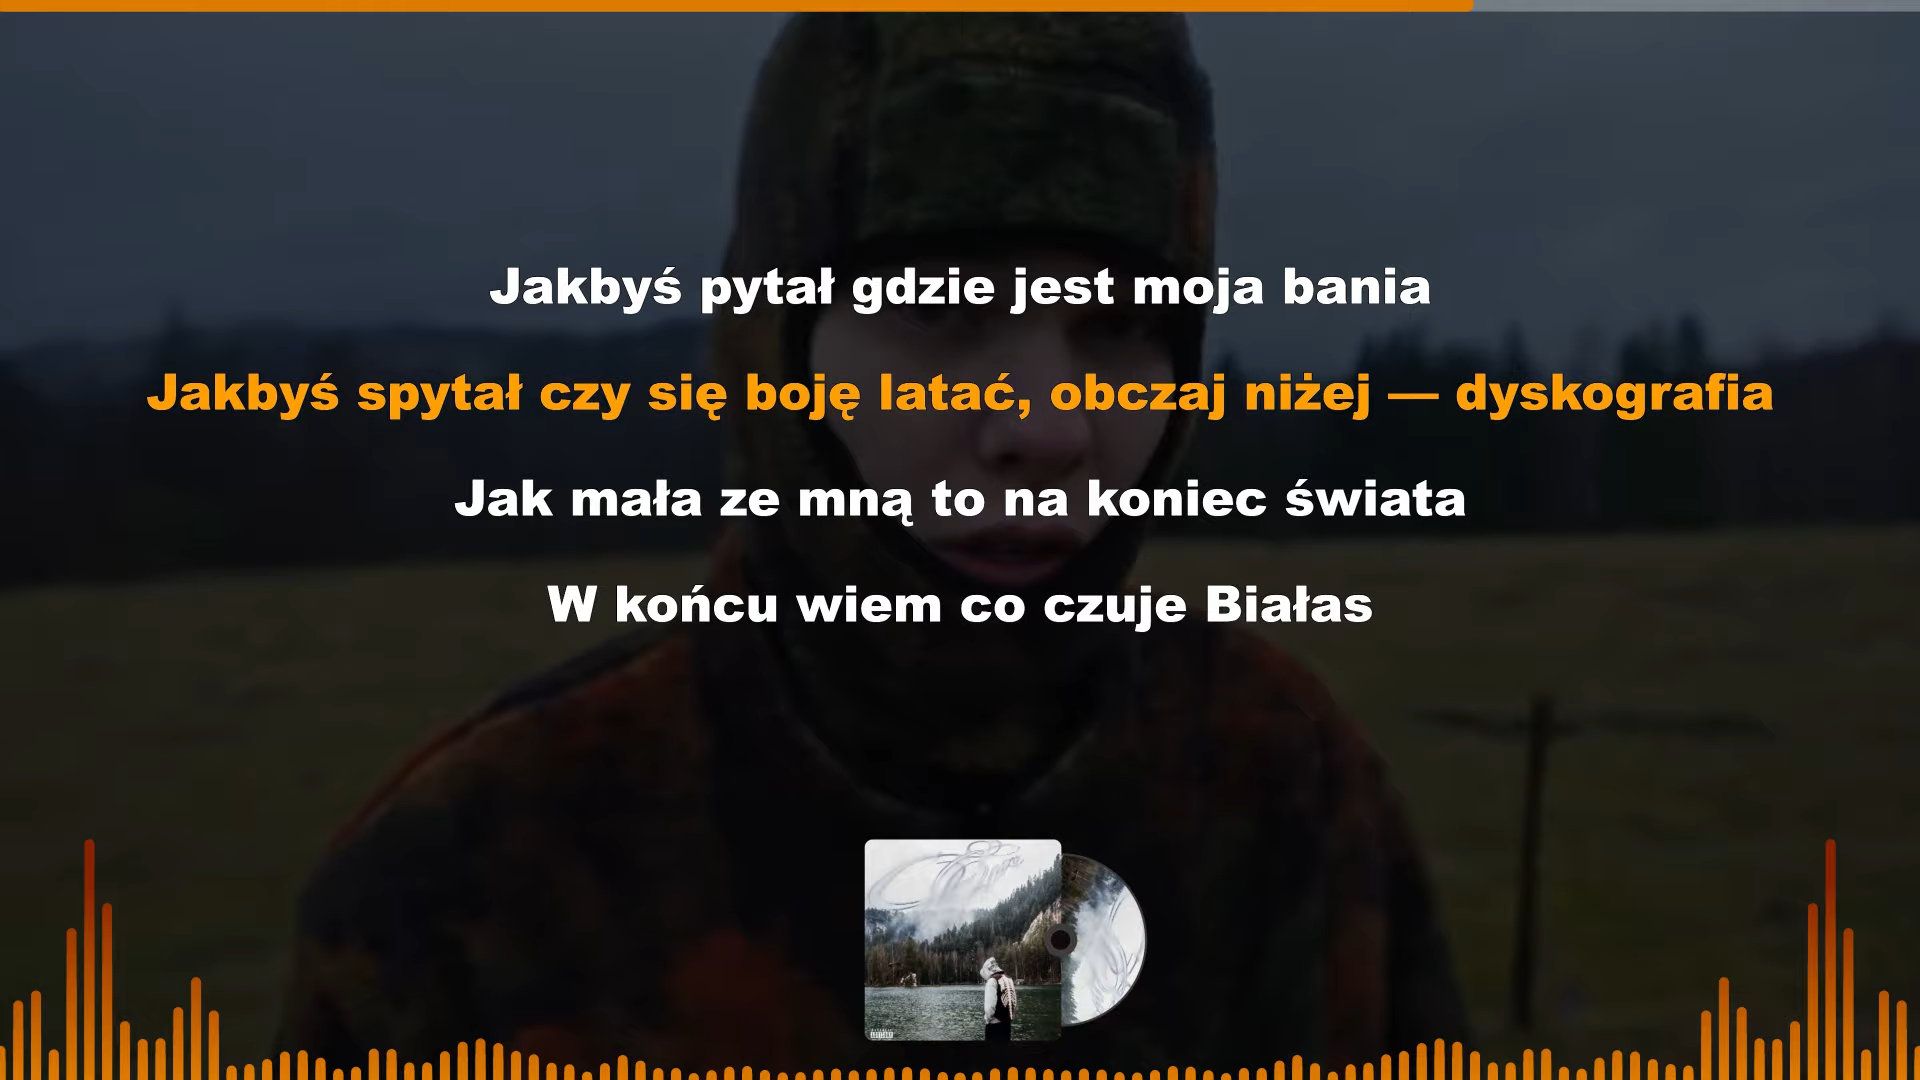 Jakbyś pytał gdzie jest moja bania
Jakbyś spytał czy się boję latać, obczaj niżej — dyskografia
Jak mała ze mną to na koniec świata
W końcu wiem co czuje Białas